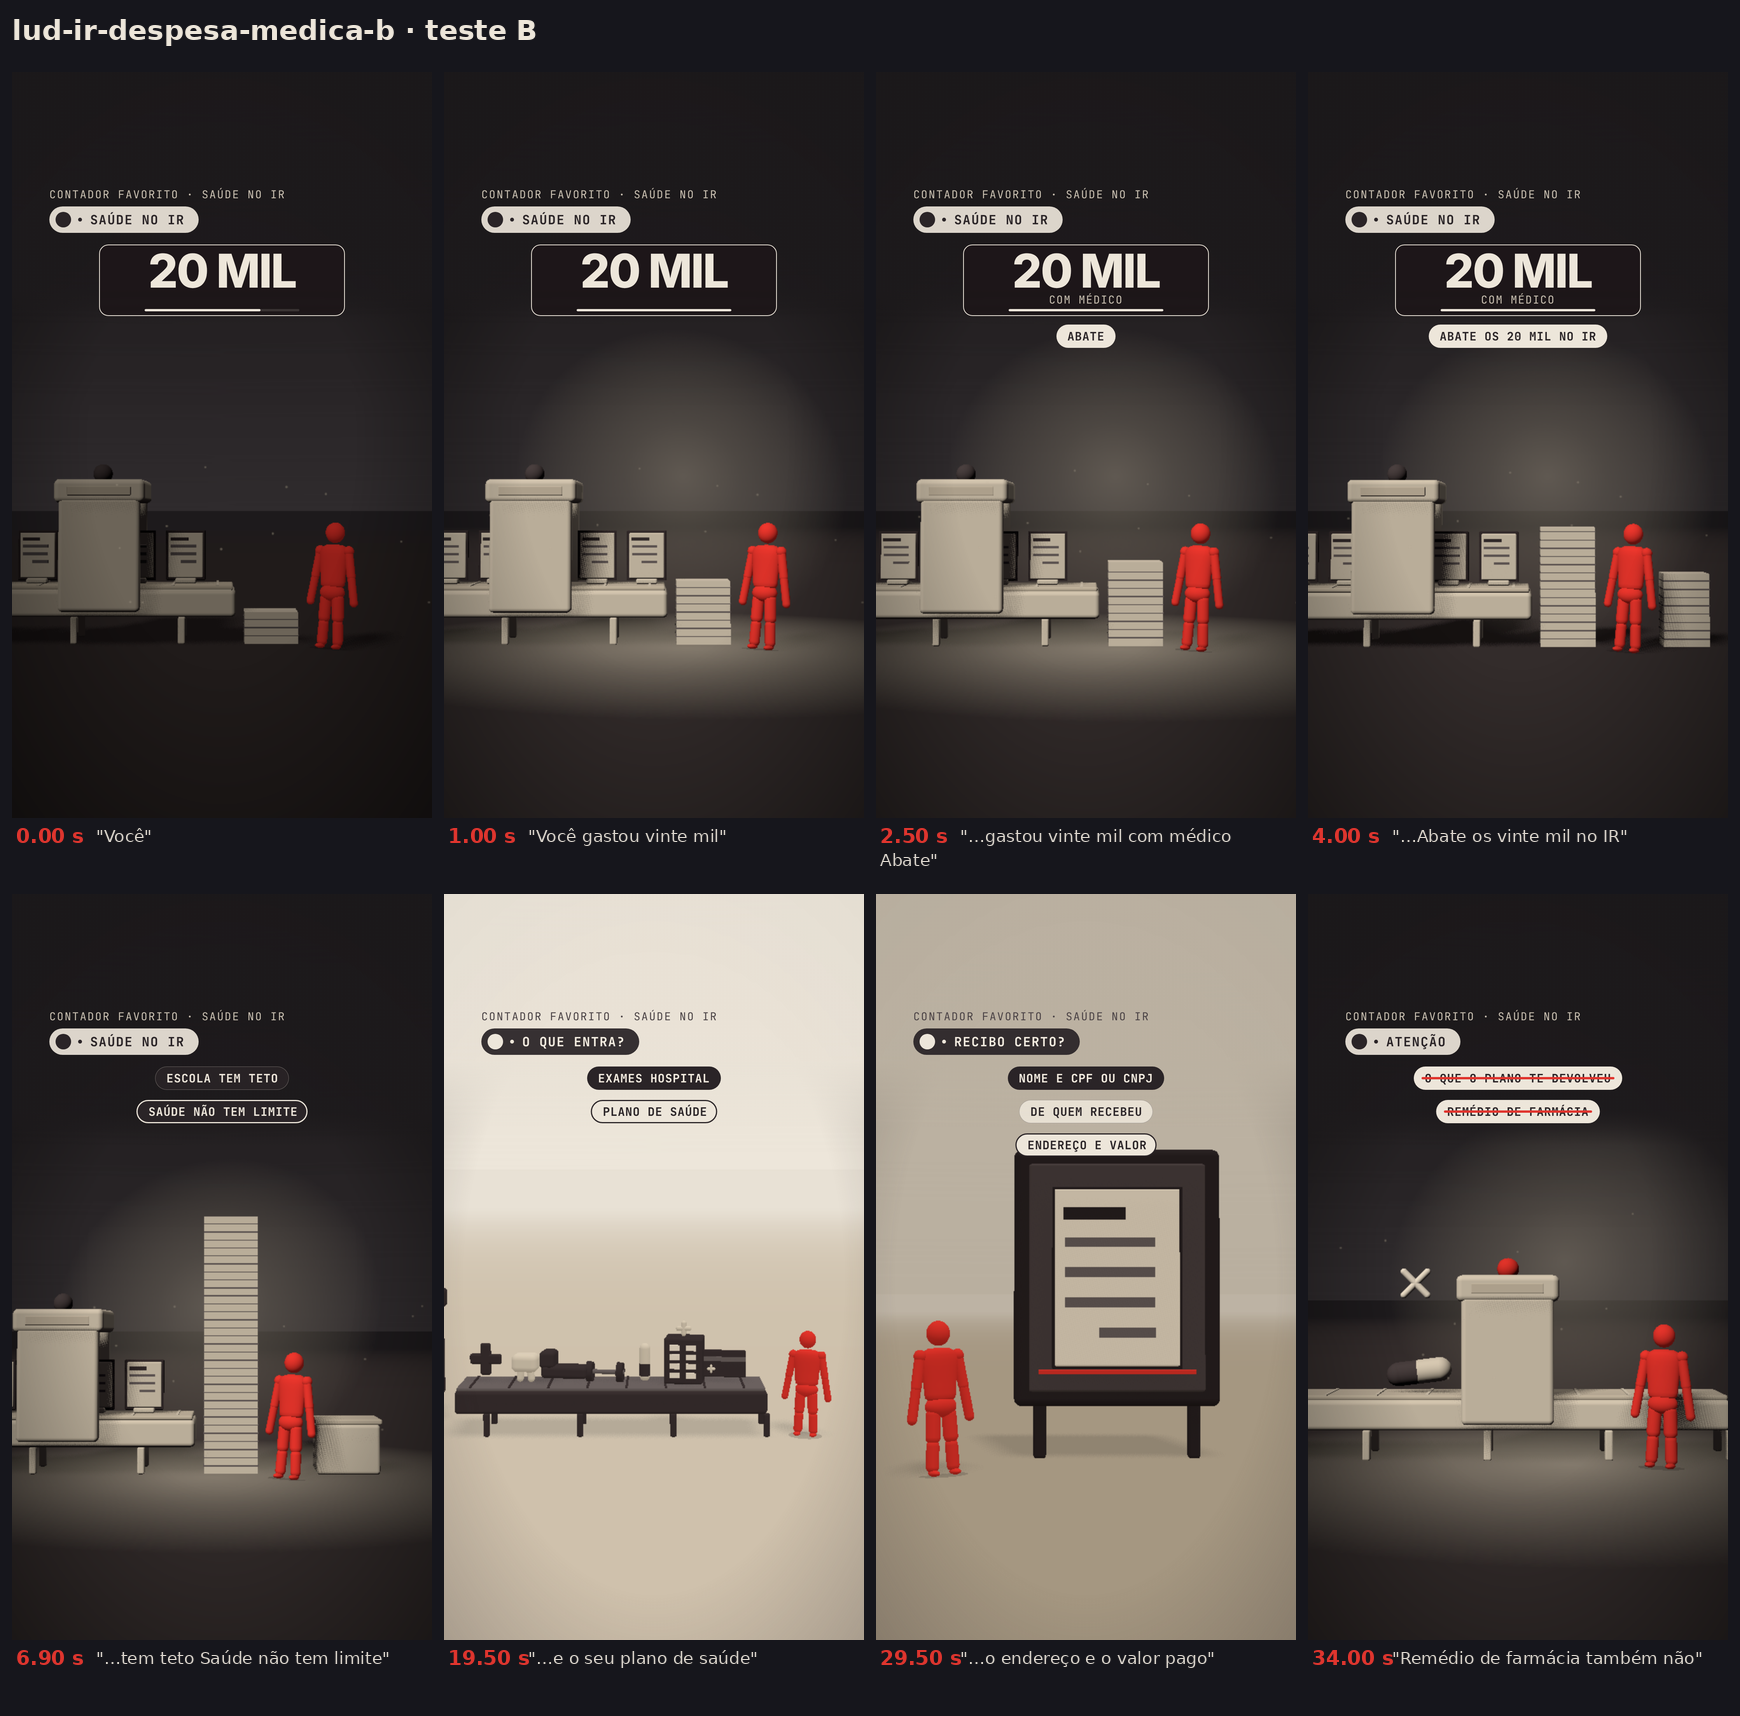 lud-ir-despesa-medica-b · teste B
CONTADOR FAVORITO · SAÚDE NO IR
• SAÚDE NO IR
20 MIL
0.00 s "Você"
CONTADOR FAVORITO · SAÚDE NO IR
• SAÚDE NO IR
20 MIL
1.00 s "Você gastou vinte mil"
CONTADOR FAVORITO · SAÚDE NO IR
• SAÚDE NO IR
20 MIL
COM MÉDICO
ABATE
2.50 s "...gastou vinte mil com médico
Abate"
CONTADOR FAVORITO · SAÚDE NO IR
• SAÚDE NO IR
20 MIL
COM MÉDICO
ABATE OS 20 MIL NO IR
4.00 s "...Abate os vinte mil no IR"
CONTADOR FAVORITO · SAÚDE NO IR
• SAÚDE NO IR
ESCOLA TEM TETO
SAÚDE NÃO TEM LIMITE
6.90 s "...tem teto Saúde não tem limite"
CONTADOR FAVORITO · SAÚDE NO IR
• O QUE ENTRA?
EXAMES HOSPITAL
PLANO DE SAÚDE
19.50 s "...e o seu plano de saúde"
CONTADOR FAVORITO · SAÚDE NO IR
• RECIBO CERTO?
NOME E CPF OU CNPJ
DE QUEM RECEBEU
ENDEREÇO E VALOR
29.50 s "...o endereço e o valor pago"
CONTADOR FAVORITO · SAÚDE NO IR
• ATENÇÃO
O QUE O PLANO TE DEVOLVEU
REMÉDIO DE FARMÁCIA
34.00 s "Remédio de farmácia também não"